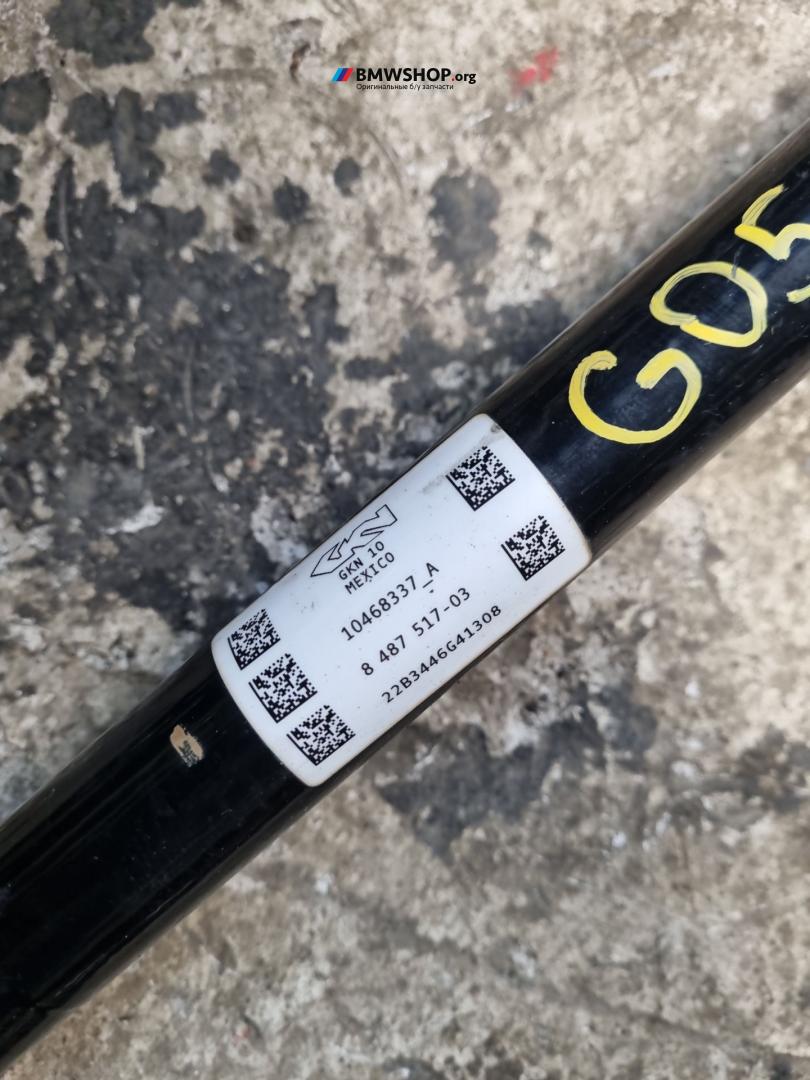 BMWSHOP.org
Оригинальные б/у запчасти
G05
GKN 10
MEXICO
10468337_A
8 487 517-03
22B3446G41308